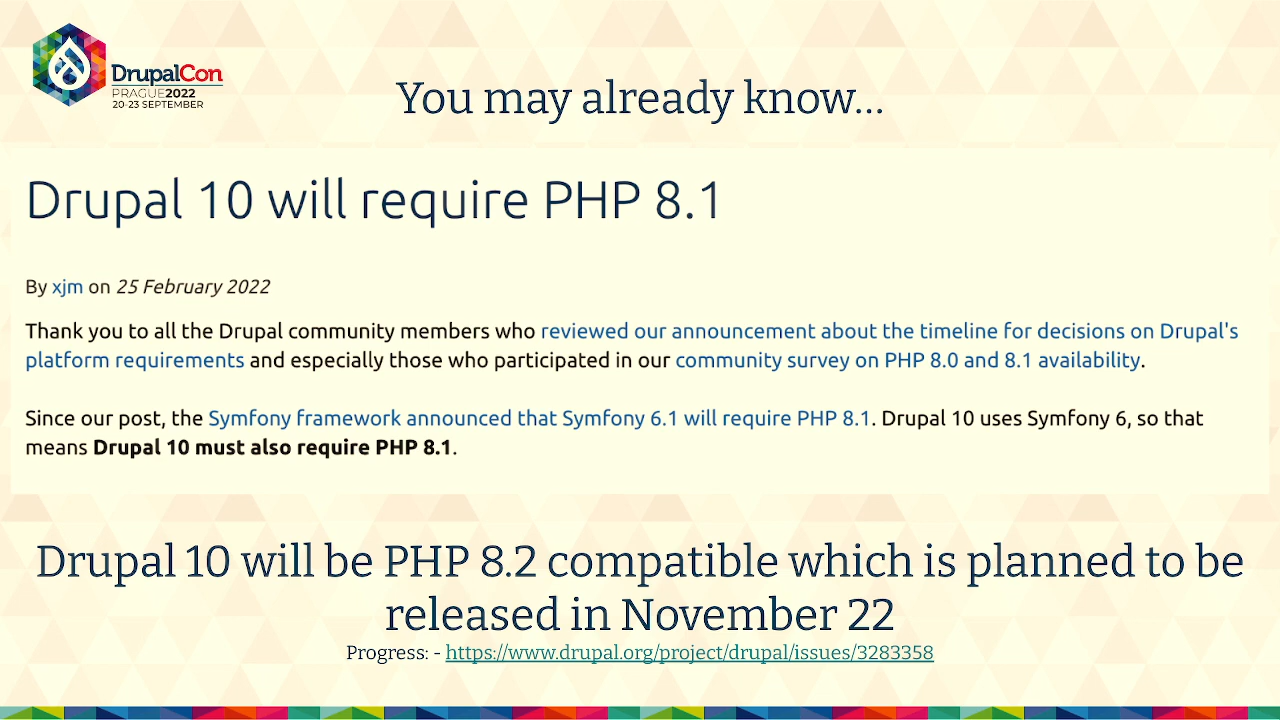 DrupalCon
PRAGUE2022
20-23 SEPTEMBER
You may already know...
Drupal 10 will require PHP 8.1
By xjm on 25 February 2022
Thank you to all the Drupal community members who reviewed our announcement about the timeline for decisions on Drupal's
platform requirements and especially those who participated in our community survey on PHP 8.0 and 8.1 availability.
Since our post, the Symfony framework announced that Symfony 6.1 will require PHP 8.1. Drupal 10 uses Symfony 6, so that
means Drupal 10 must also require PHP 8.1.
Drupal 10 will be PHP 8.2 compatible which is planned to be
released in November 22
Progress: - https://www.drupal.org/project/drupal/issues/3283358